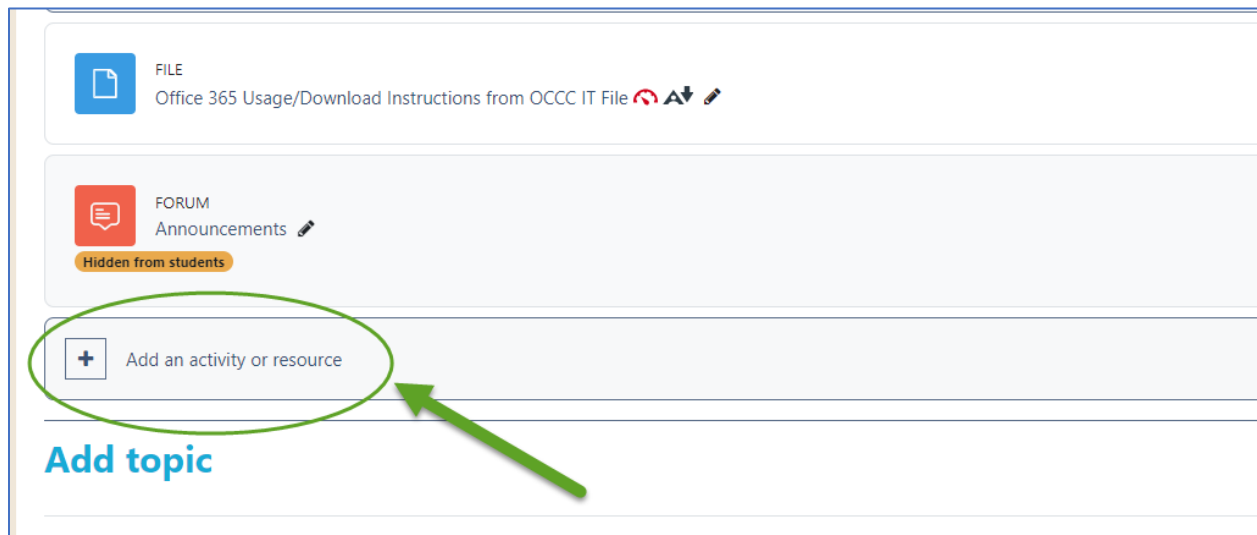 FILE
Office 365 Usage/Download Instructions from OCCC IT File
FORUM
Announcements
Hidden from students
Add an activity or resource
Add topic